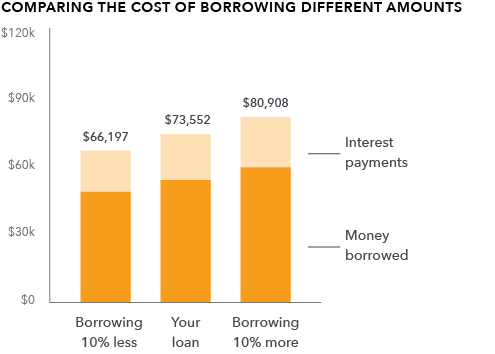 COMPARING THE COST OF BORROWING DIFFERENT AMOUNTS
$120k
$90k
$60k
$30k
$0
$66,197
$73,552
$80,908
Interest
payments
Money
borrowed
Borrowing
10% less
Your
loan
Borrowing
10% more